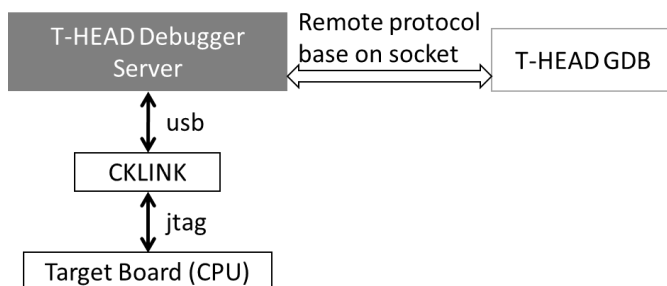 T-HEAD Debugger
Server
Remote protocol
base on socket
T-HEAD GDB
usb
CKLINK
jtag
Target Board (CPU)